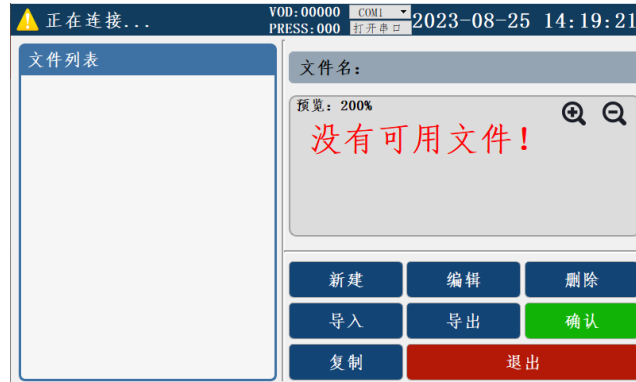 正在连接...
VOD:00000 COM1
PRESS:000 打开串口
2023-08-25 14:19:21
文件列表
文件名:
预览: 200%
没有可用文件!
新建 编辑 删除
导入 导出 确认
复制 退出